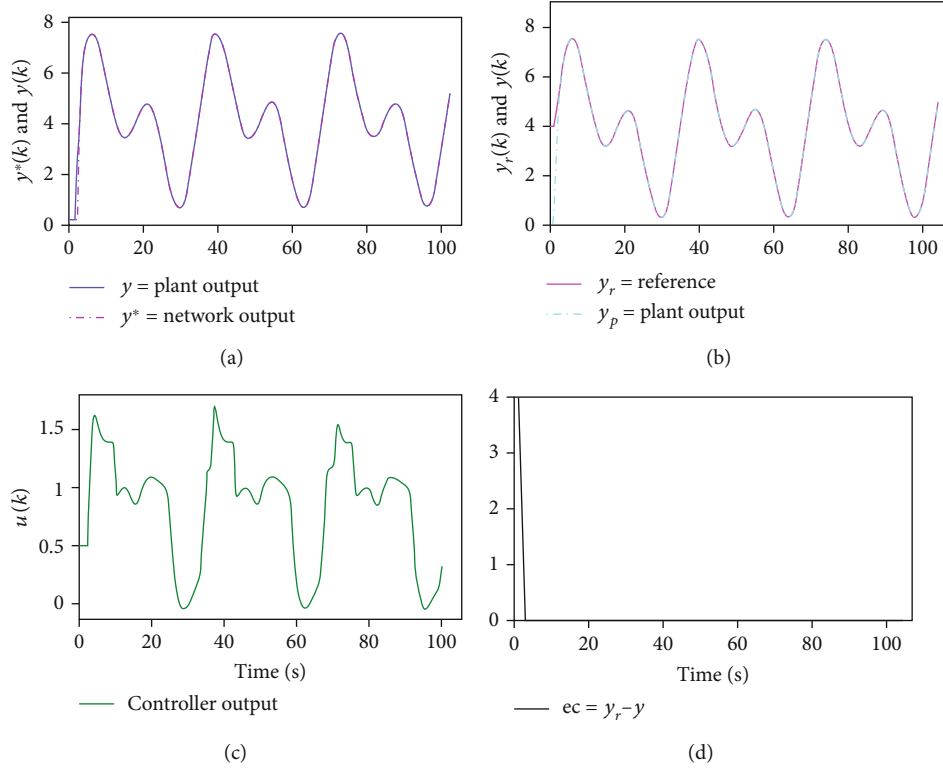 8
6
4
2
0
y*(k) and y(k)
0 20 40 60 80 100
y = plant output
y* = network output
(a)
8
6
4
2
0
y_r(k) and y(k)
0 20 40 60 80 100
y_r = reference
y_p = plant output
(b)
1.5
1
0.5
0
u(k)
0 20 40 60 80 100
Time (s)
Controller output
(c)
4
3
2
1
0
0 20 40 60 80 100
Time (s)
ec = y_r–y
(d)